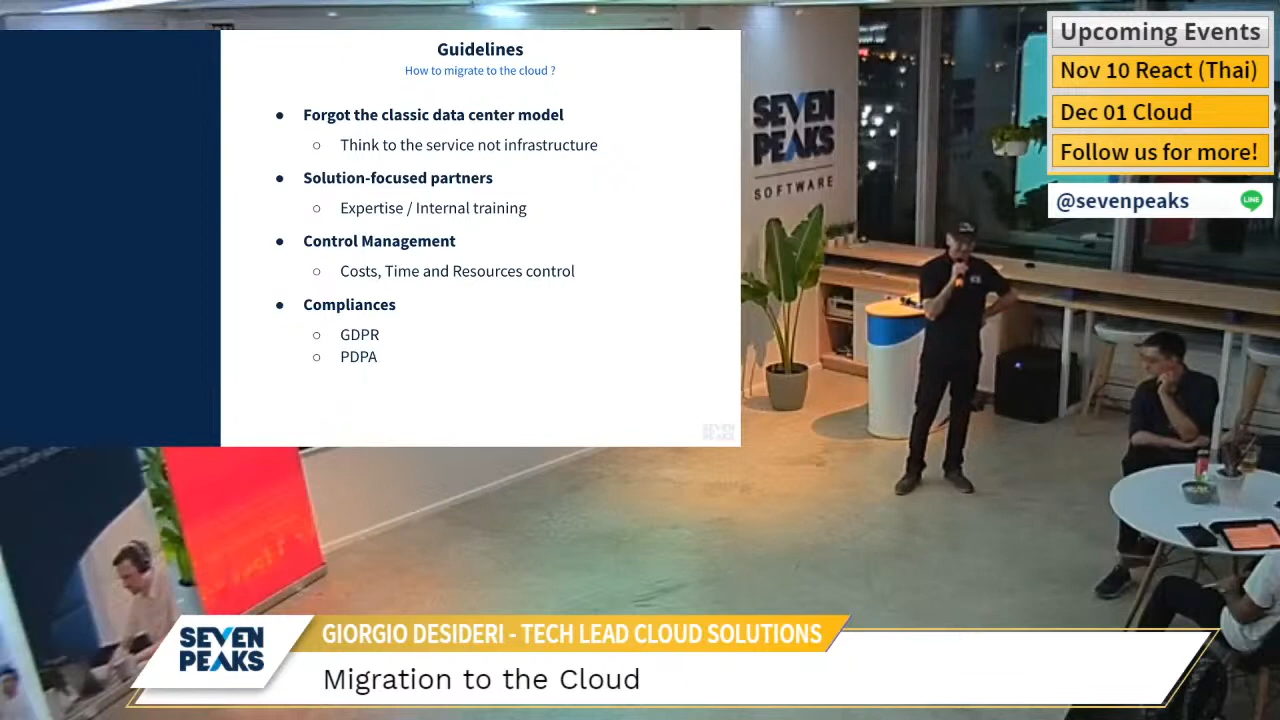 Guidelines
How to migrate to the cloud ?
● Forgot the classic data center model
○ Think to the service not infrastructure
● Solution-focused partners
○ Expertise / Internal training
● Control Management
○ Costs, Time and Resources control
● Compliances
○ GDPR
○ PDPA
SEVEN
PEAKS
SEVEN
PEAKS
SOFTWARE
Upcoming Events
Nov 10 React (Thai)
Dec 01 Cloud
Follow us for more!
@sevenpeaks
LINE
SEVEN
PEAKS
GIORGIO DESIDERI - TECH LEAD CLOUD SOLUTIONS
Migration to the Cloud